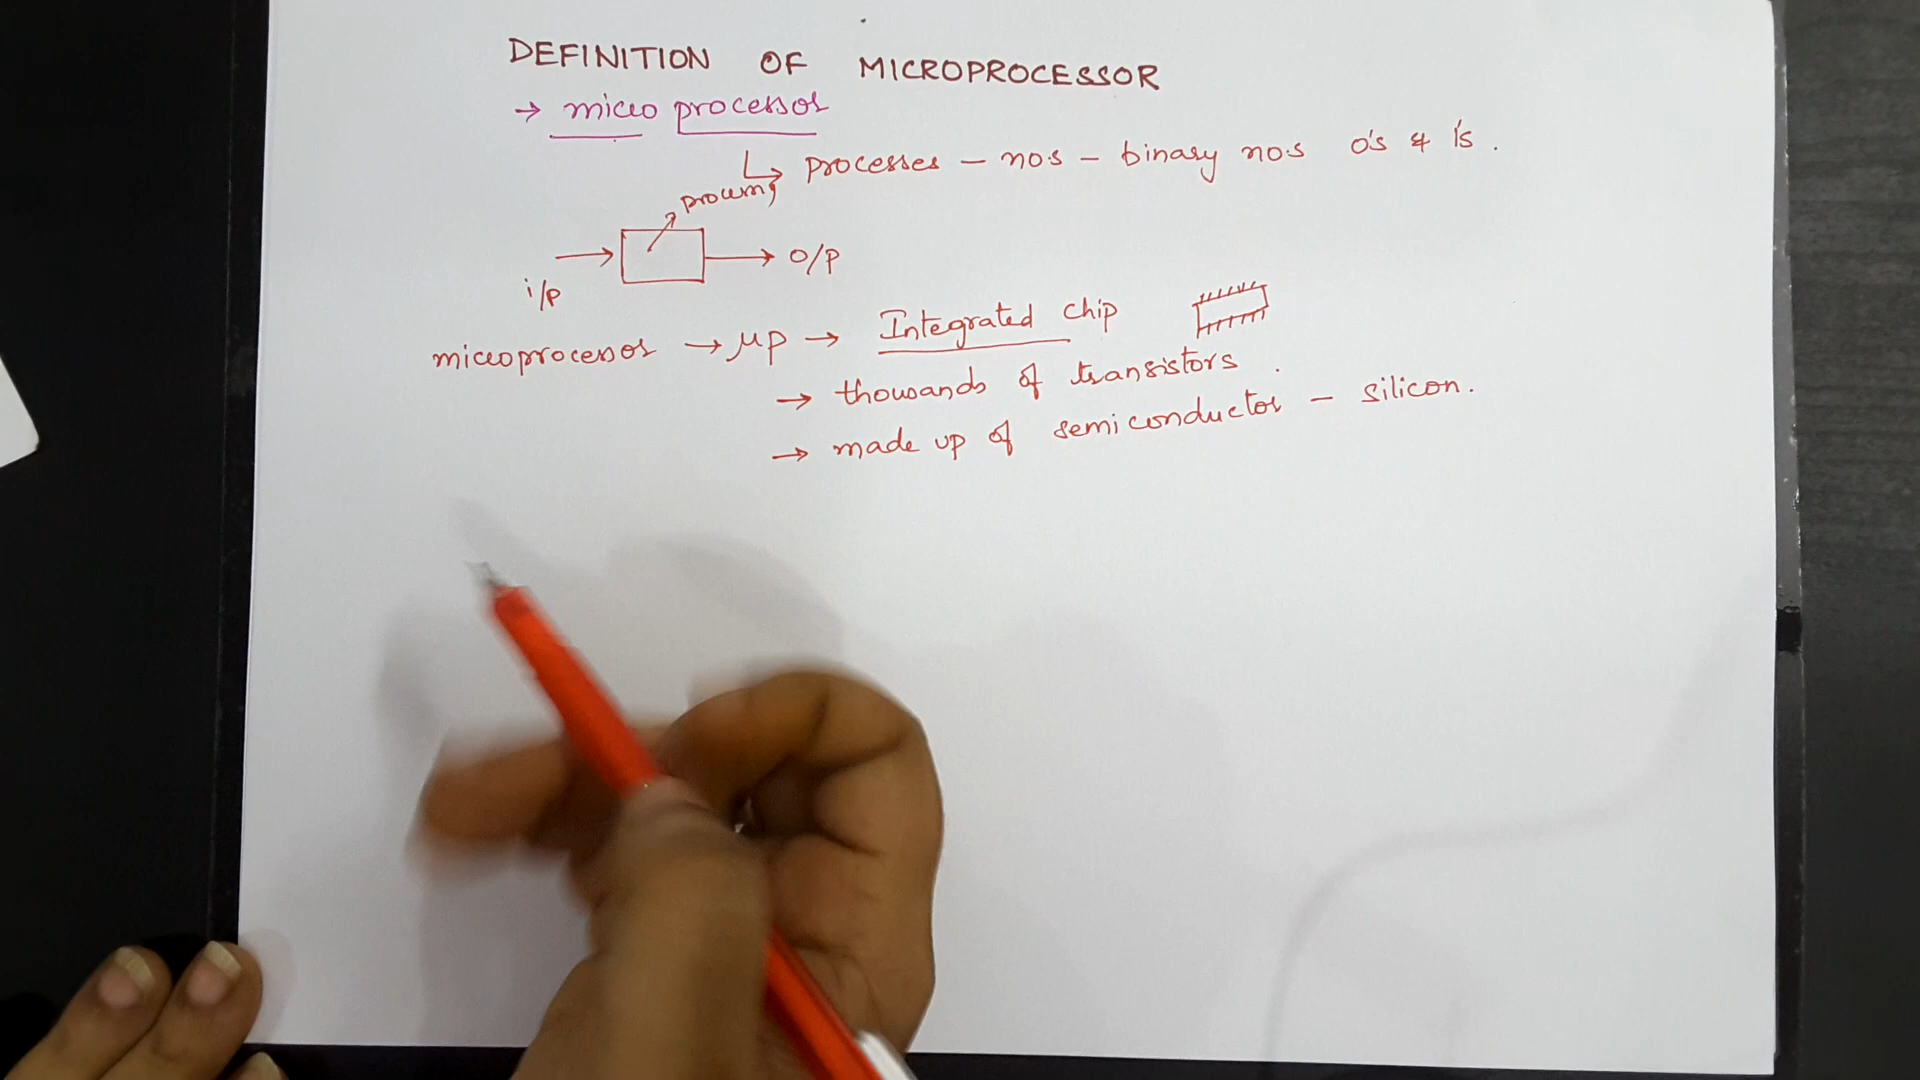 DEFINITION OF MICROPROCESSOR
→ micro processor
↳ processes – nos – binary nos 0's & 1's.
processing
i/p
o/p
microprocessor → μp → Integrated chip
→ thousands of transistors.
→ made up of semiconductor – silicon.